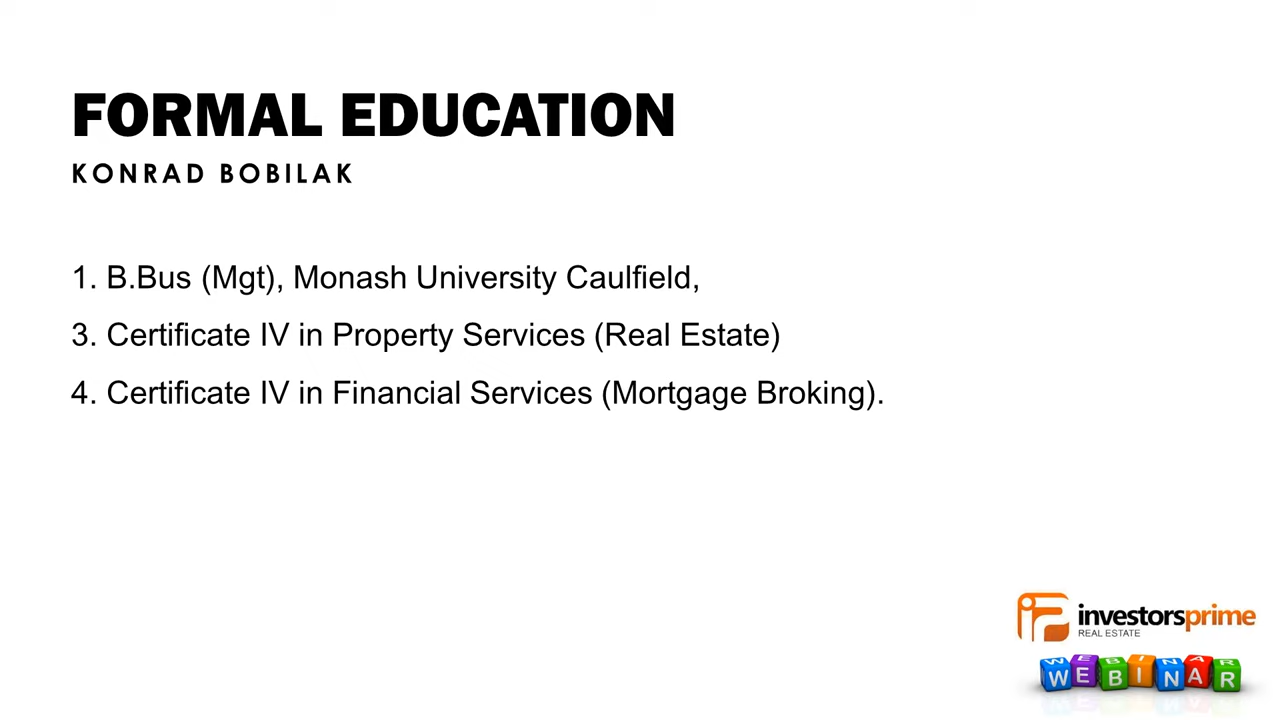 FORMAL EDUCATION
KONRAD BOBILAK
1. B.Bus (Mgt), Monash University Caulfield,
3. Certificate IV in Property Services (Real Estate)
4. Certificate IV in Financial Services (Mortgage Broking).
investorsprime
REAL ESTATE
WEBINAR